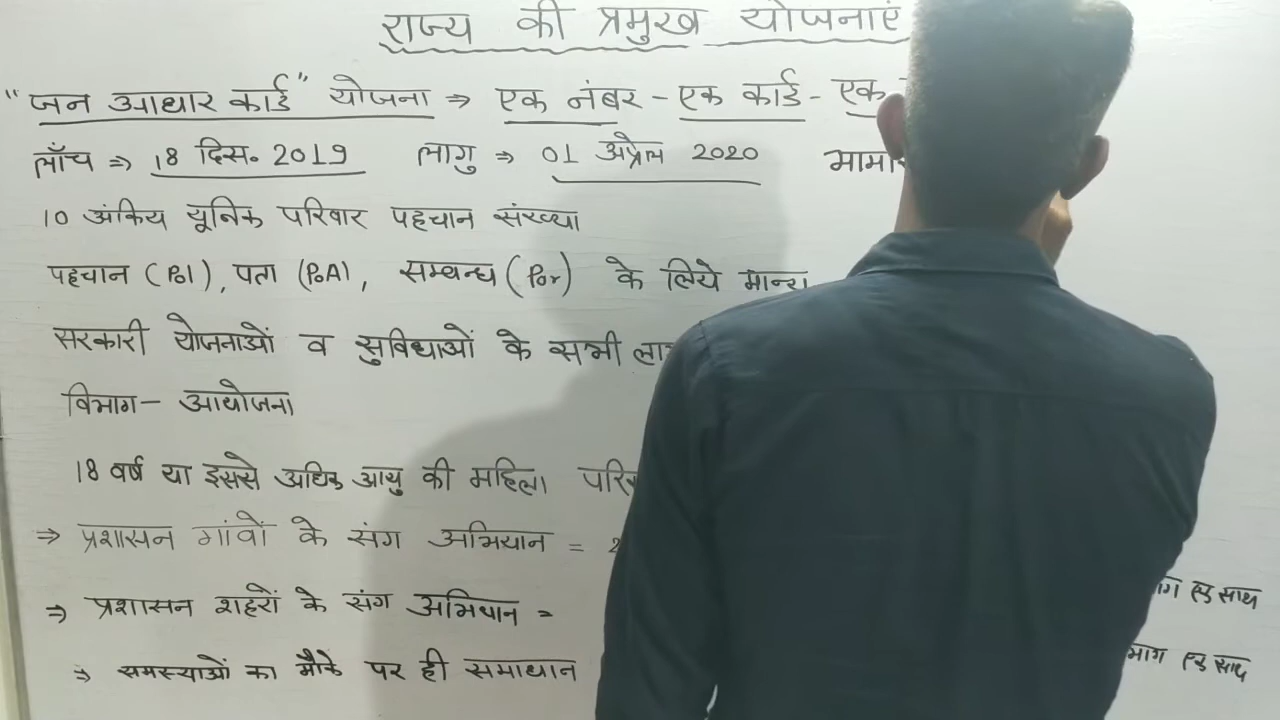 राज्य की प्रमुख योजनाएं
"जन आधार कार्ड" योजना ⇒ एक नंबर - एक कार्ड - एक
लॉंच ⇒ 18 दिस. 2019 लागु ⇒ 01 अप्रेल 2020
10 अंकिय यूनिक परिवार पहचान संख्या
पहचान (PoI), पता (PoA), सम्बन्ध (Por) के लिये मान्य
सरकारी योजनाओं व सुविधाओं के सभी
विभाग - आयोजना
18 वर्ष या इससे अधिक आयु की महिला
⇒ प्रशासन गांवों के संग अभियान =
⇒ प्रशासन शहरों के संग अभियान =
⇒ समस्याओं का मौके पर ही समाधान